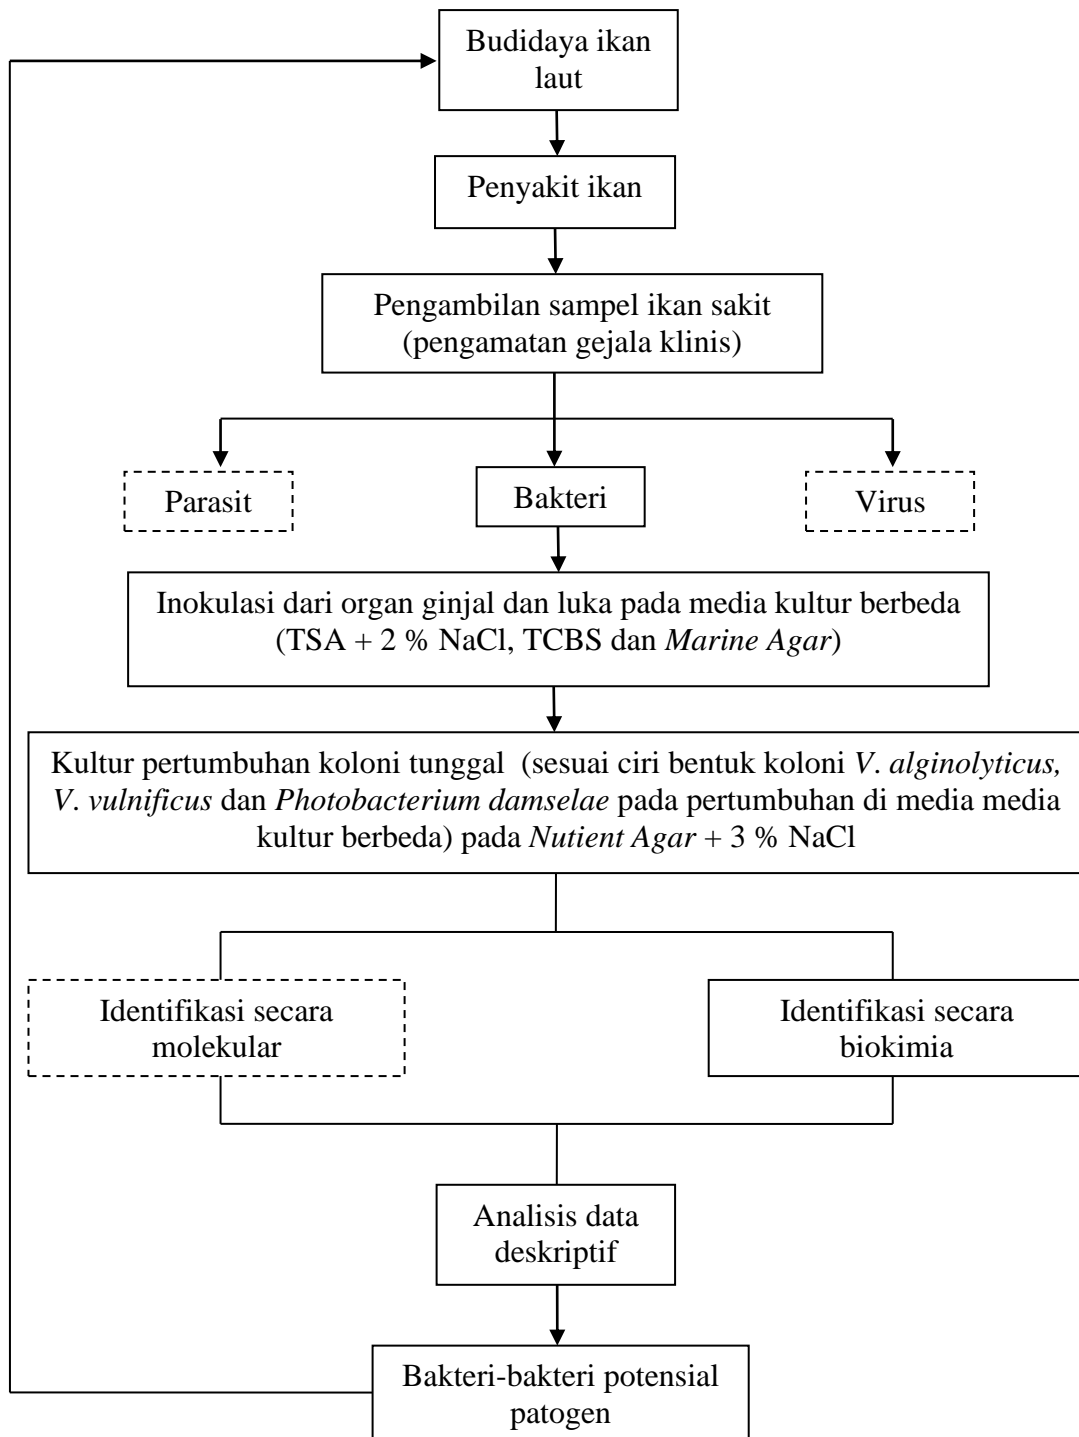 Budidaya ikan
laut
Penyakit ikan
Pengambilan sampel ikan sakit
(pengamatan gejala klinis)
Parasit
Bakteri
Virus
Inokulasi dari organ ginjal dan luka pada media kultur berbeda
(TSA + 2 % NaCl, TCBS dan Marine Agar)
Kultur pertumbuhan koloni tunggal (sesuai ciri bentuk koloni V. alginolyticus,
V. vulnificus dan Photobacterium damselae pada pertumbuhan di media media
kultur berbeda) pada Nutient Agar + 3 % NaCl
Identifikasi secara
molekular
Identifikasi secara
biokimia
Analisis data
deskriptif
Bakteri-bakteri potensial
patogen